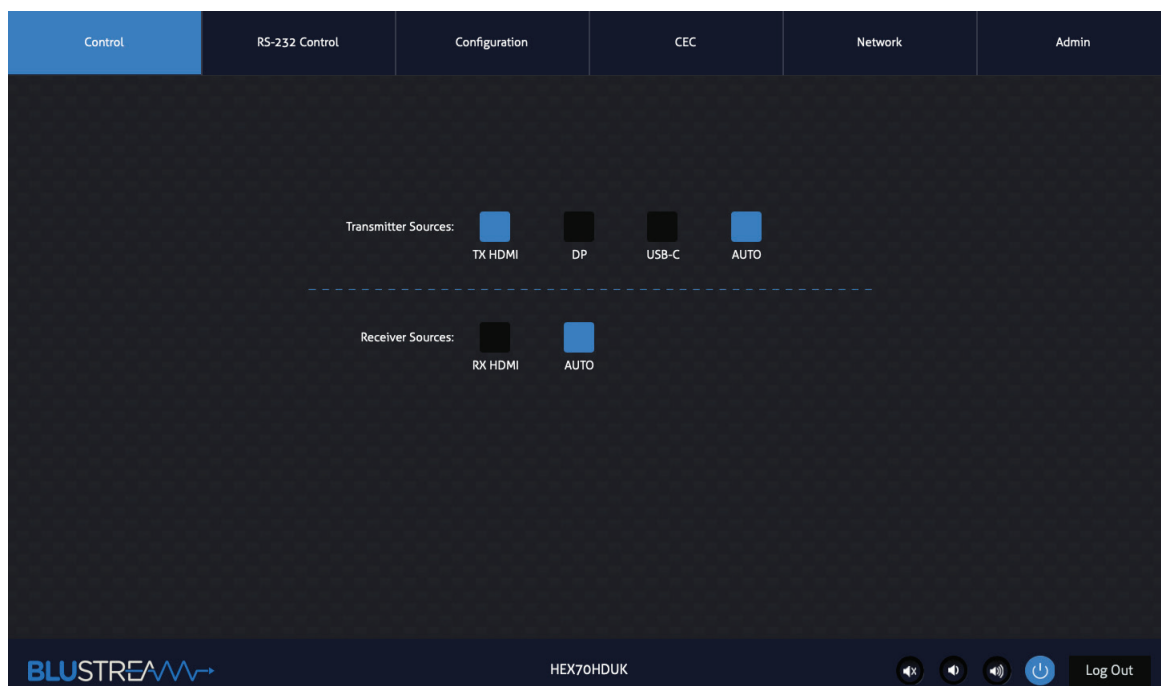 Control RS-232 Control Configuration CEC Network Admin
Transmitter Sources:
TX HDMI DP USB-C AUTO
Receiver Sources:
RX HDMI AUTO
BLUSTREAM HEX70HDUK Log Out